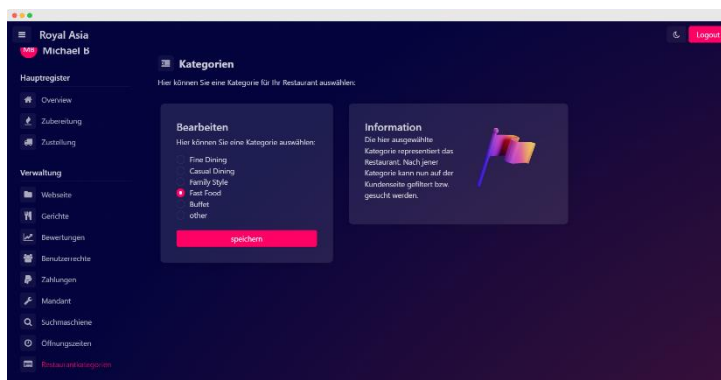 Royal Asia
Logout
MB
Michael B
Hauptregister
Overview
Zubereitung
Zustellung
Verwaltung
Webseite
Gerichte
Bewertungen
Benutzerrechte
Zahlungen
Mandant
Suchmaschiene
Öffnungszeiten
Restaurantkategorien
Kategorien
Hier können Sie eine Kategorie für Ihr Restaurant auswählen:
Bearbeiten
Hier können Sie eine Kategorie auswählen:
Fine Dining
Casual Dining
Family Style
Fast Food
Buffet
other
speichern
Information
Die hier ausgewählte
Kategorie representiert das
Restaurant. Nach jener
Kategorie kann nun auf der
Kundenseite gefiltert bzw.
gesucht werden.